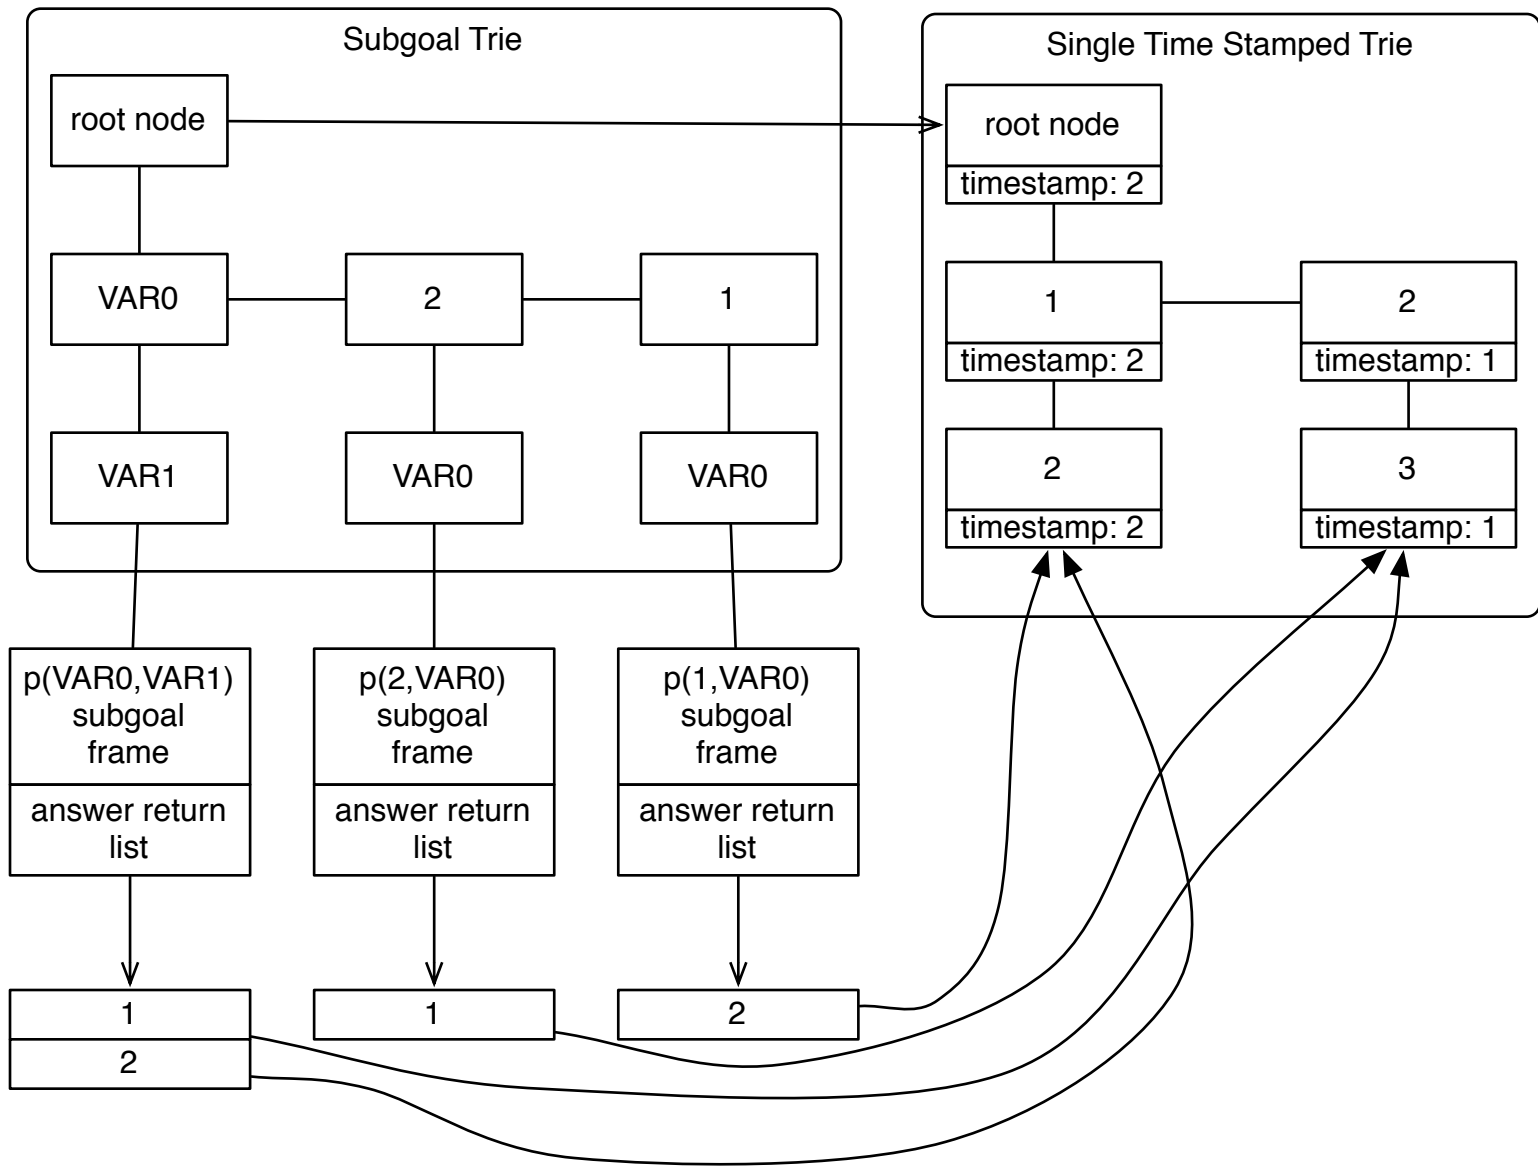 Subgoal Trie
root node
VAR0
2
1
VAR1
VAR0
VAR0
Single Time Stamped Trie
root node
timestamp: 2
1
timestamp: 2
2
timestamp: 1
2
timestamp: 2
3
timestamp: 1
p(VAR0,VAR1)
subgoal
frame
answer return
list
p(2,VAR0)
subgoal
frame
answer return
list
p(1,VAR0)
subgoal
frame
answer return
list
1
2
1
2